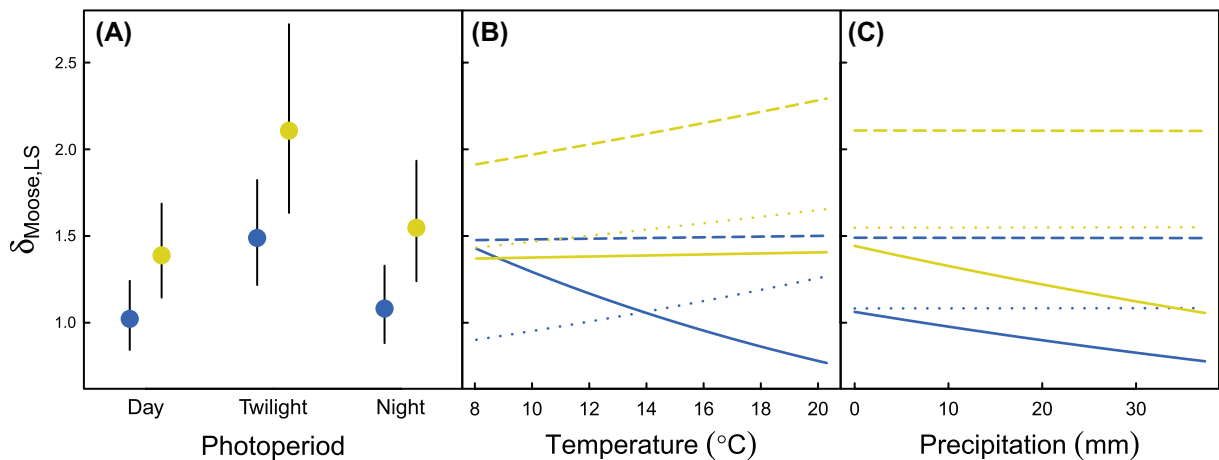 (A)
(B)
(C)
δMoose,LS
2.5
2.0
1.5
1.0
Day Twilight Night
8 10 12 14 16 18 20
0 10 20 30
Photoperiod
Temperature (°C)
Precipitation (mm)